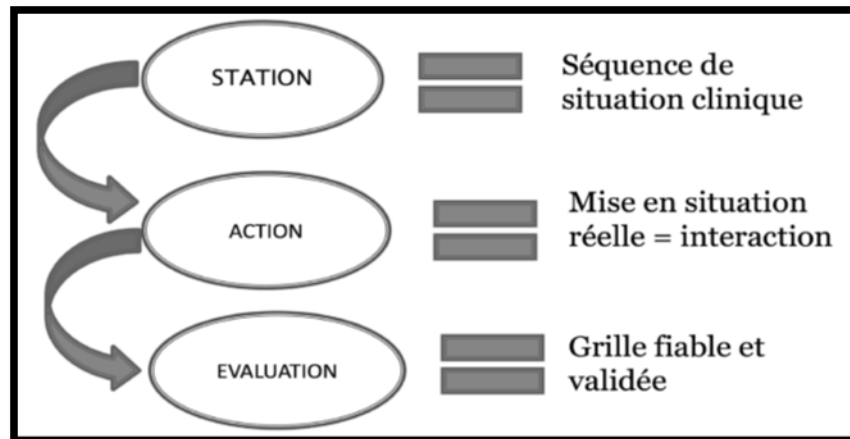 STATION
Séquence de
situation clinique
ACTION
Mise en situation
réelle = interaction
EVALUATION
Grille fiable et
validée